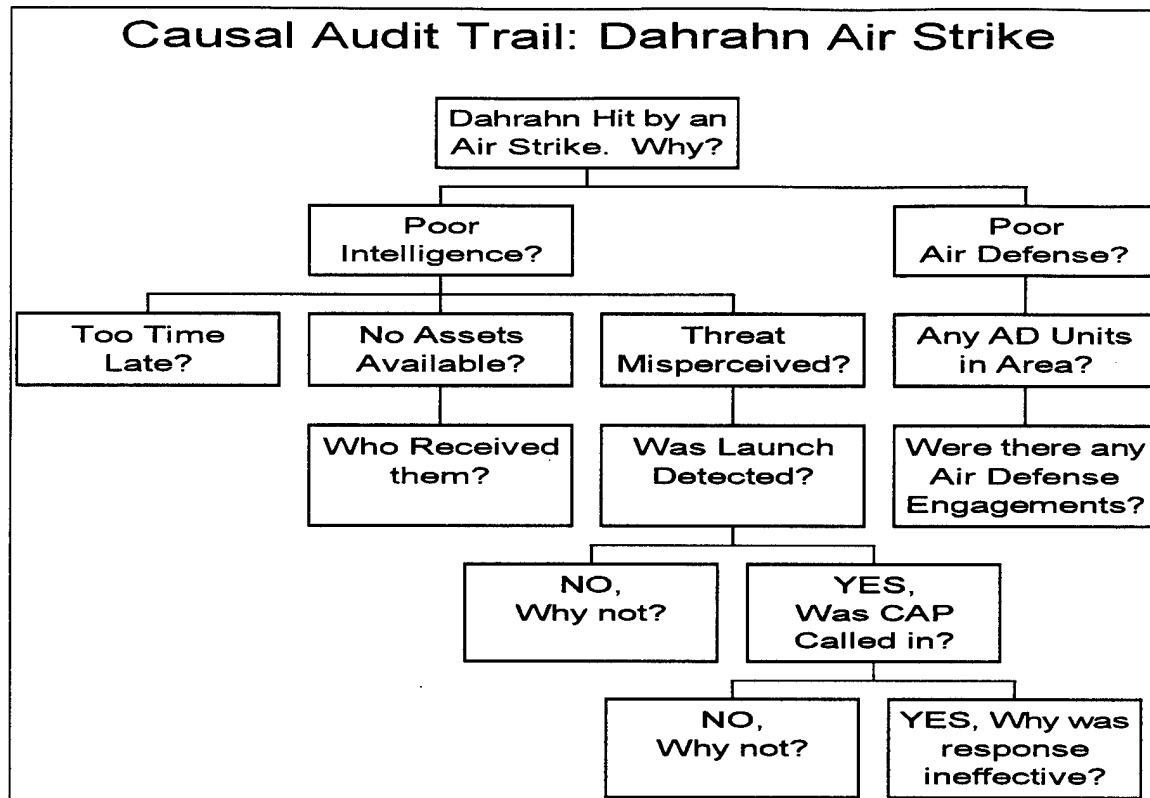 Causal Audit Trail: Dahrahn Air Strike
Dahrahn Hit by an
Air Strike. Why?
Poor
Intelligence?
Poor
Air Defense?
Too Time
Late?
No Assets
Available?
Threat
Misperceived?
Any AD Units
in Area?
Who Received
them?
Was Launch
Detected?
Were there any
Air Defense
Engagements?
NO,
Why not?
YES,
Was CAP
Called in?
NO,
Why not?
YES, Why was
response
ineffective?